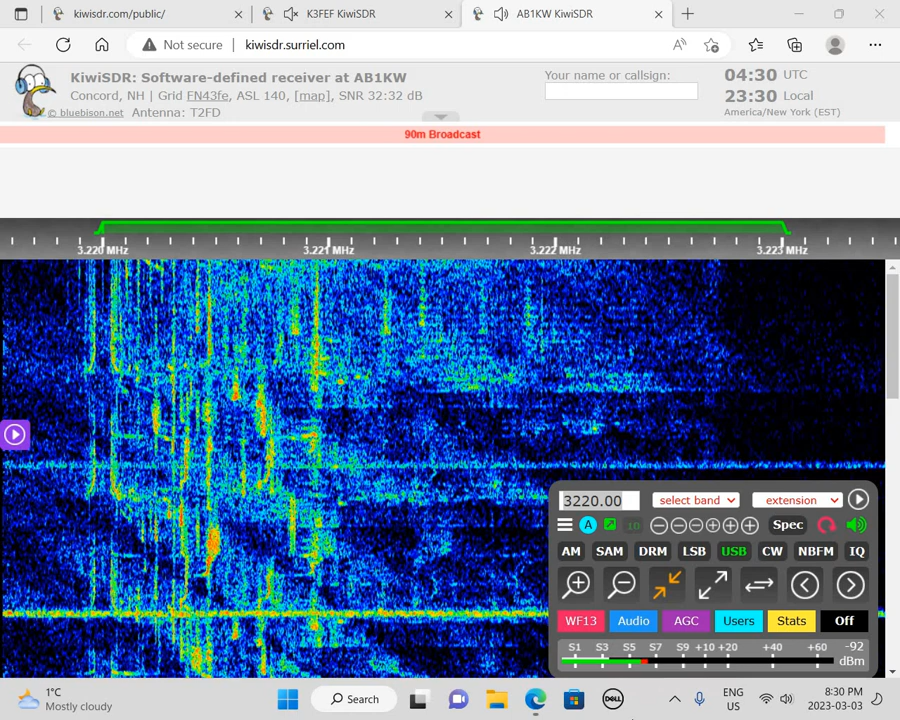 kiwisdr.com/public/
K3FEF KiwiSDR
AB1KW KiwiSDR
Not secure
kiwisdr.surriel.com
KiwiSDR: Software-defined receiver at AB1KW
Concord, NH | Grid FN43fe, ASL 140, [map], SNR 32:32 dB
© bluebison.net Antenna: T2FD
Your name or callsign:
04:30 UTC
23:30 Local
America/New York (EST)
90m Broadcast
3.220 MHz 3.221 MHz 3.222 MHz 3.223 MHz
3220.00 select band extension
A 10 Spec
AM SAM DRM LSB USB CW NBFM IQ
WF13 Audio AGC Users Stats Off
S1 S3 S5 S7 S9 +10 +20 +40 +60 -92
dBm
1°C
Mostly cloudy
Search
DELL
ENG
US
8:30 PM
2023-03-03